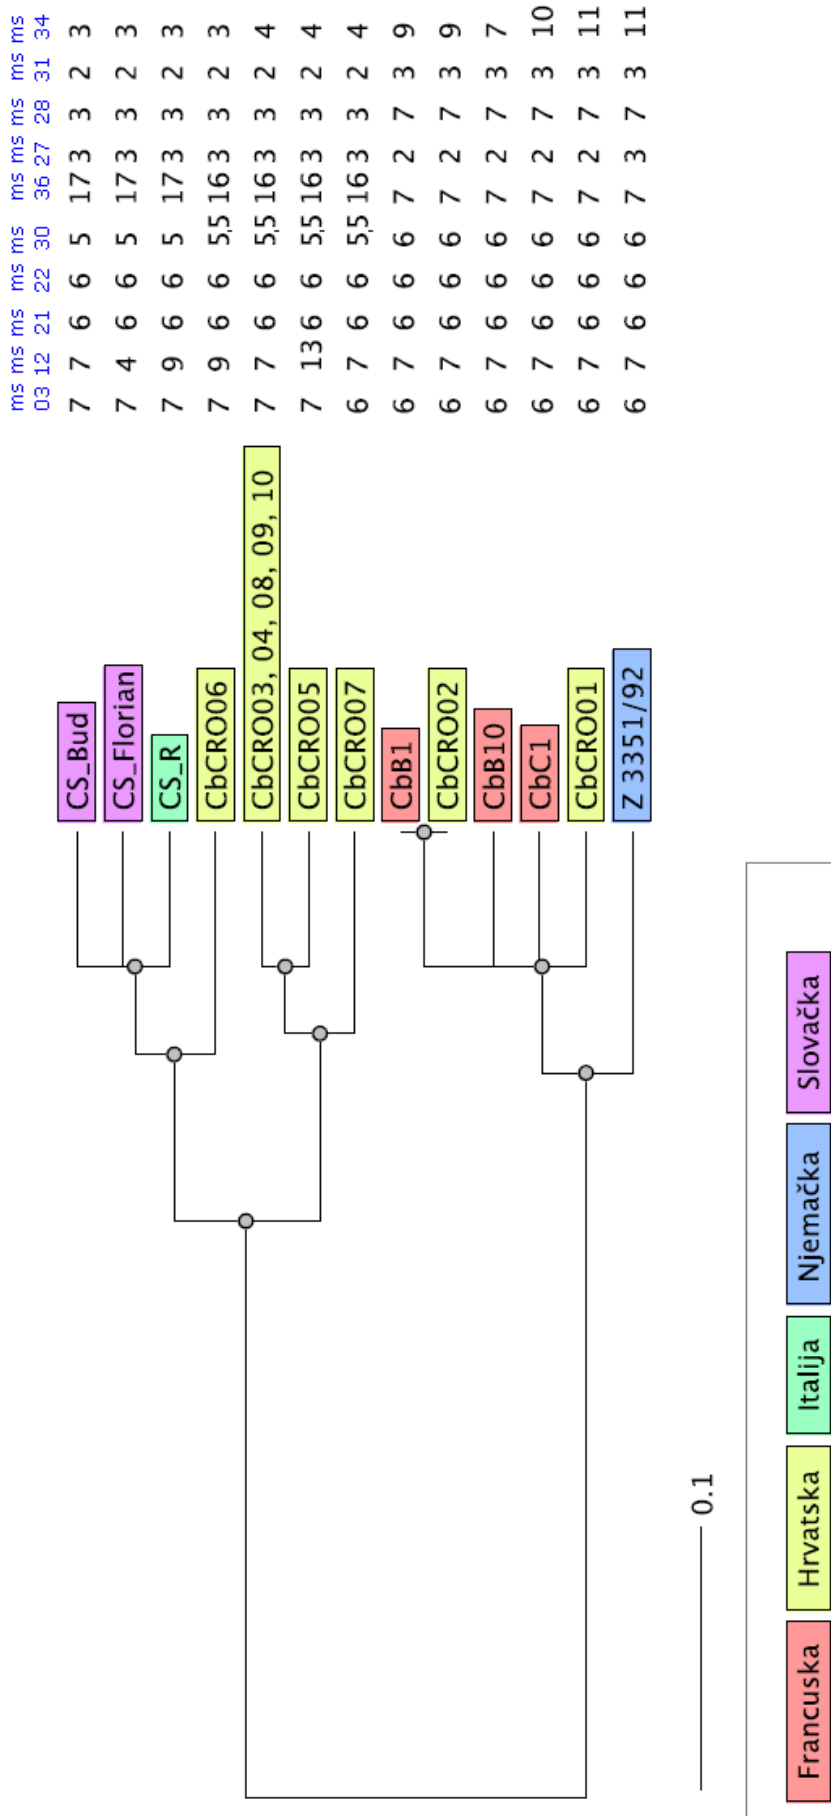 ms ms ms ms ms ms ms ms ms ms
03 12 21 22 30 36 27 28 31 34
CS_Bud 7 7 6 6 5 17 3 3 2 3
CS_Florian 7 4 6 6 5 17 3 3 2 3
CS_R 7 9 6 6 5 17 3 3 2 3
CbCRO06 7 9 6 6 5,5 16 3 3 2 3
CbCRO03, 04, 08, 09, 10 7 7 6 6 5,5 16 3 3 2 4
CbCRO05 7 13 6 6 5,5 16 3 3 2 4
CbCRO07 6 7 6 6 5,5 16 3 3 2 4
CbB1 6 7 6 6 6 7 2 7 3 9
CbCRO02 6 7 6 6 6 7 2 7 3 9
CbB10 6 7 6 6 6 7 2 7 3 7
CbC1 6 7 6 6 6 7 2 7 3 10
CbCRO01 6 7 6 6 6 7 2 7 3 11
Z 3351/92 6 7 6 6 6 7 3 7 3 11
0.1
Francuska Hrvatska Italija Njemačka Slovačka